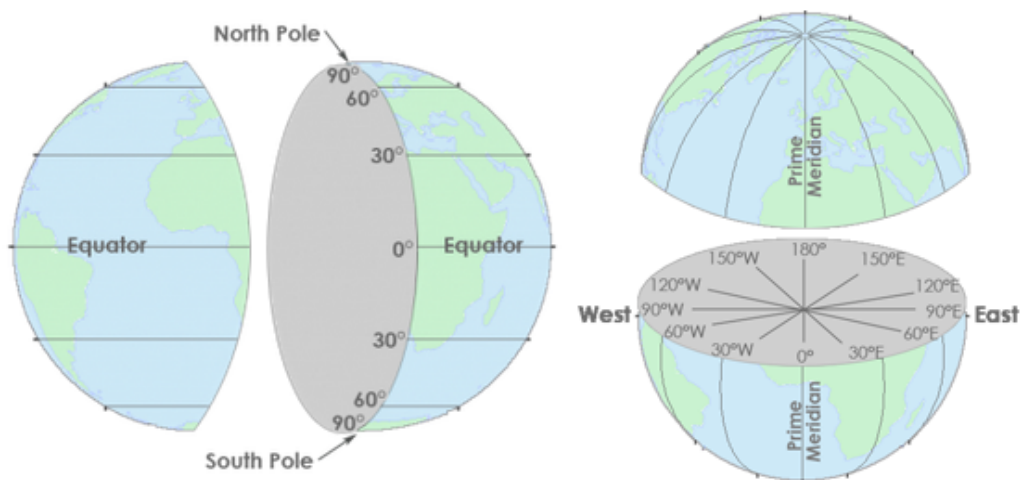 North Pole
90°
60°
30°
Equator
0°
Equator
30°
60°
90°
South Pole
Prime
Meridian
180°
150°W
150°E
120°W
120°E
West
90°W
90°E
East
60°W
60°E
30°W
0°
30°E
Prime
Meridian